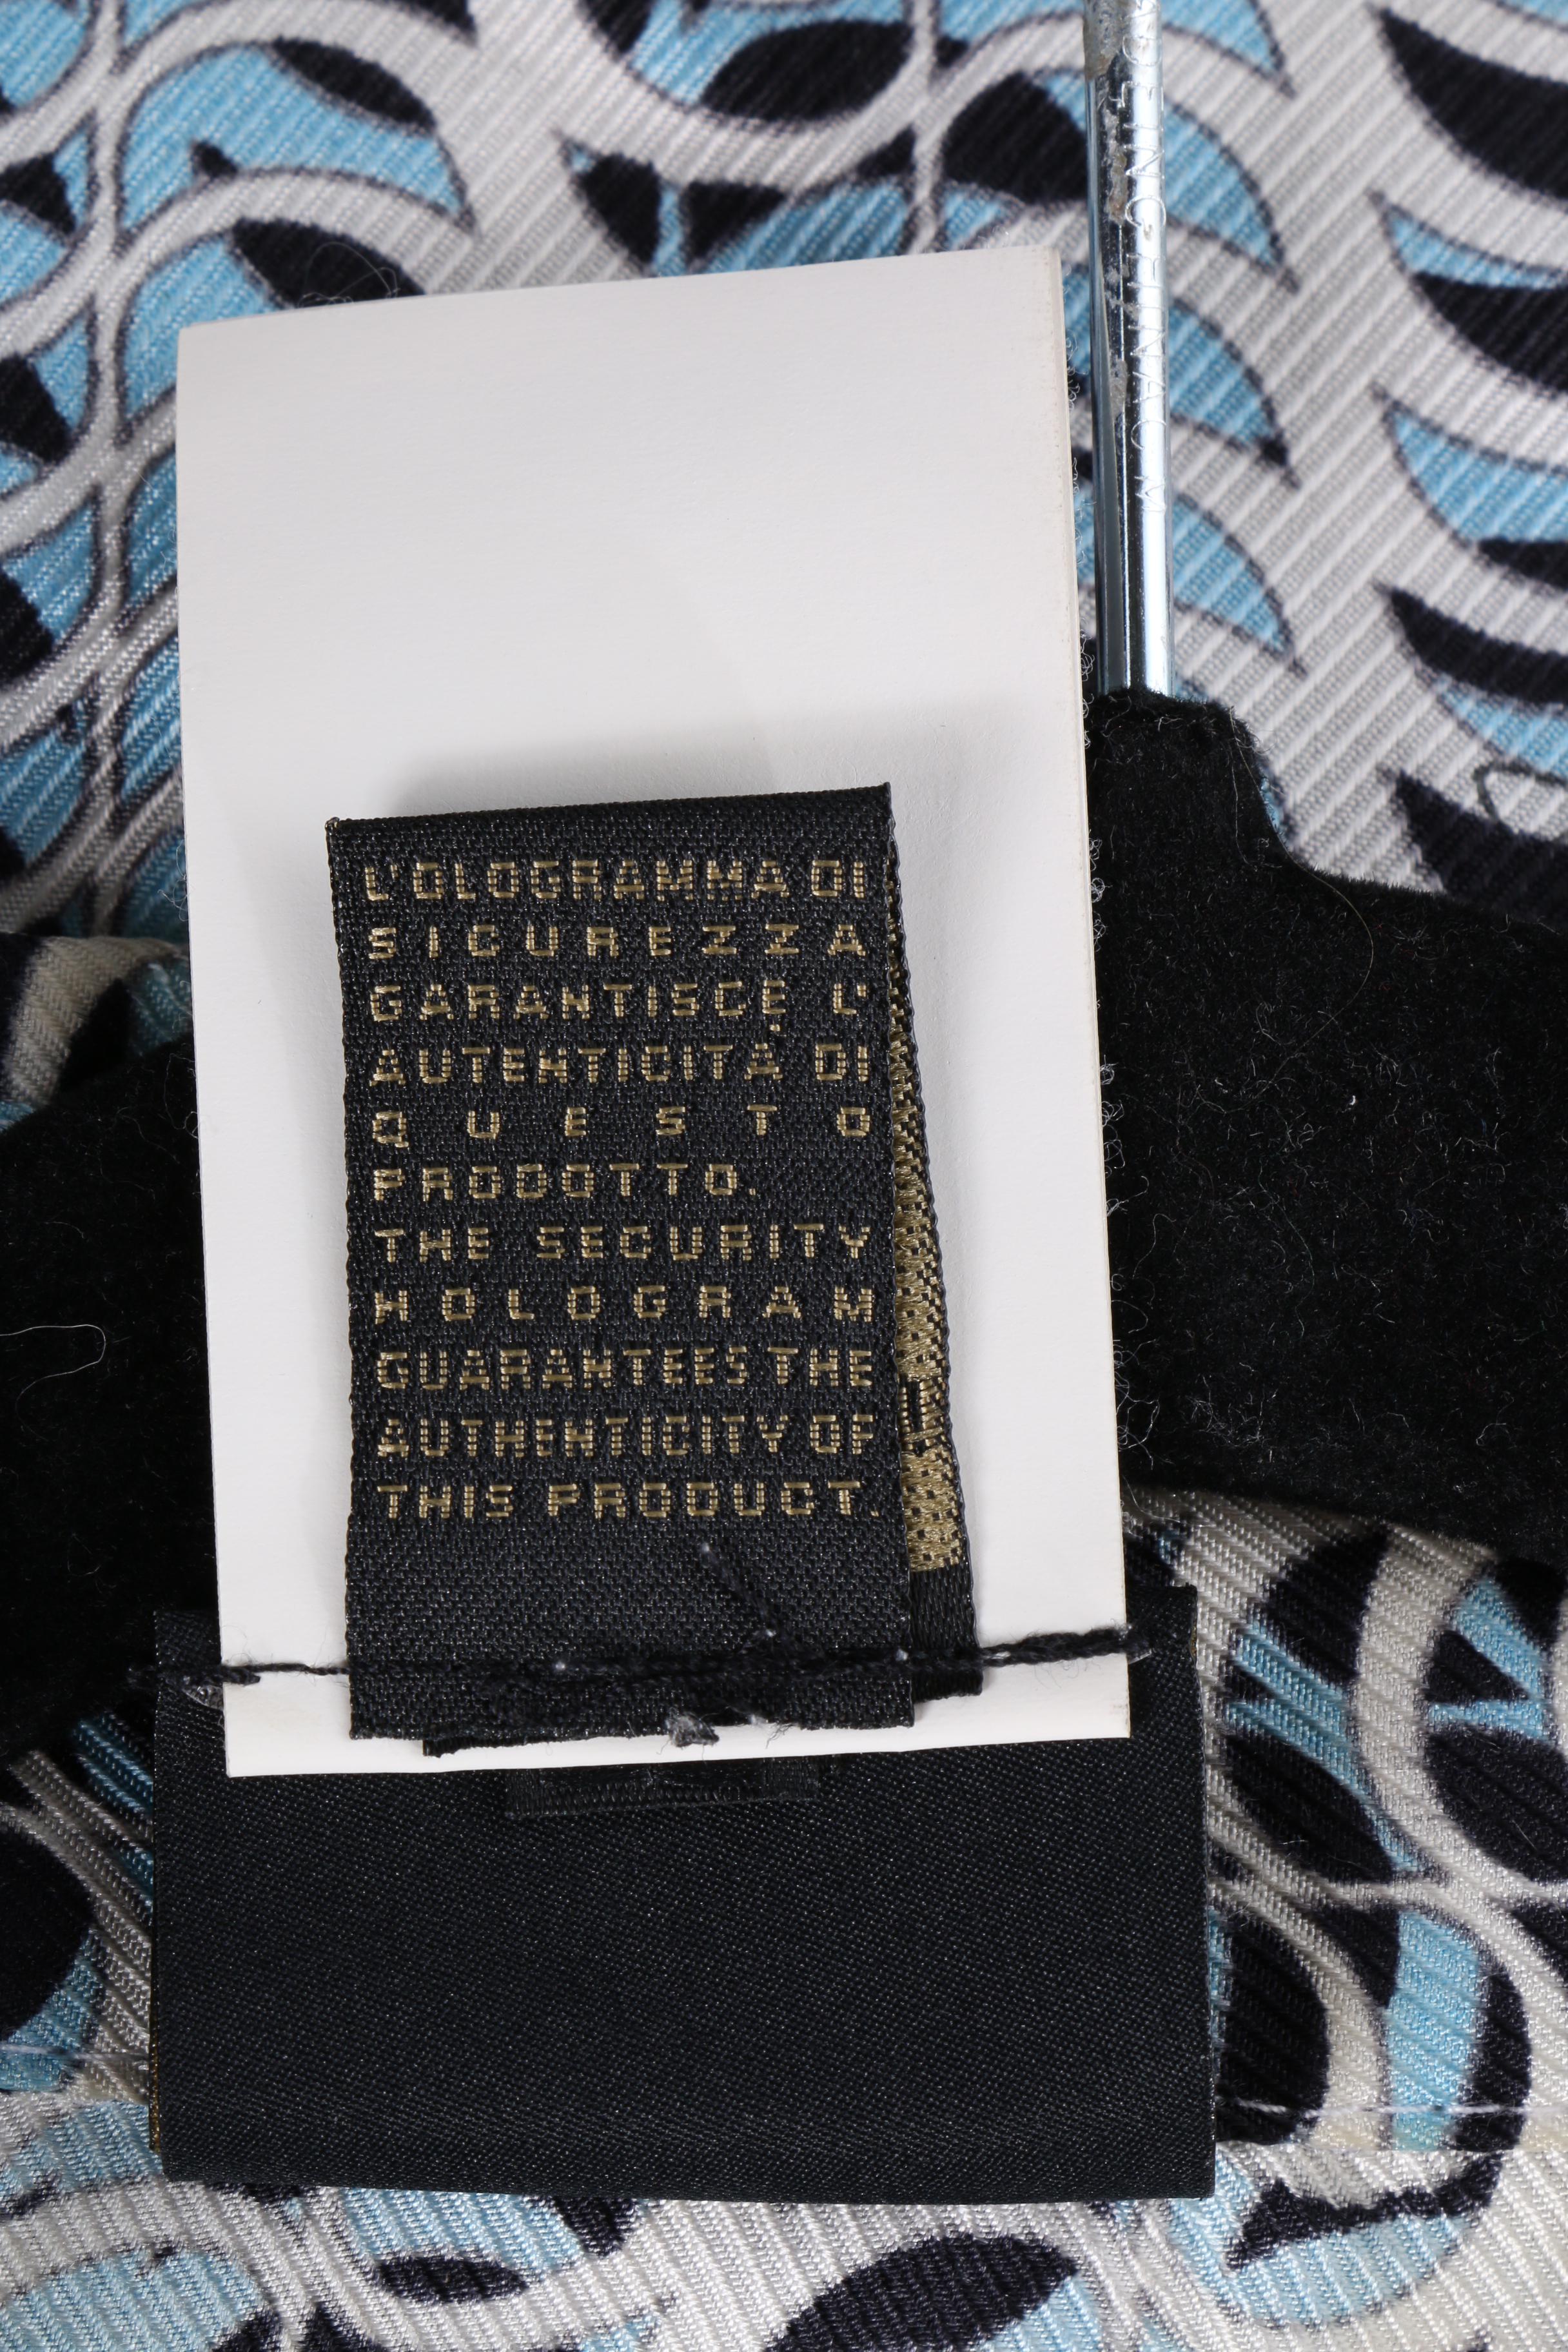 L'OLOGRAMMA DI
SICUREZZA
GARANTISCE L'
AUTENTICITÀ DI
QUESTO
PRODOTTO.
THE SECURITY
HOLOGRAM
GUARANTEES THE
AUTHENTICITY OF
THIS PRODUCT.